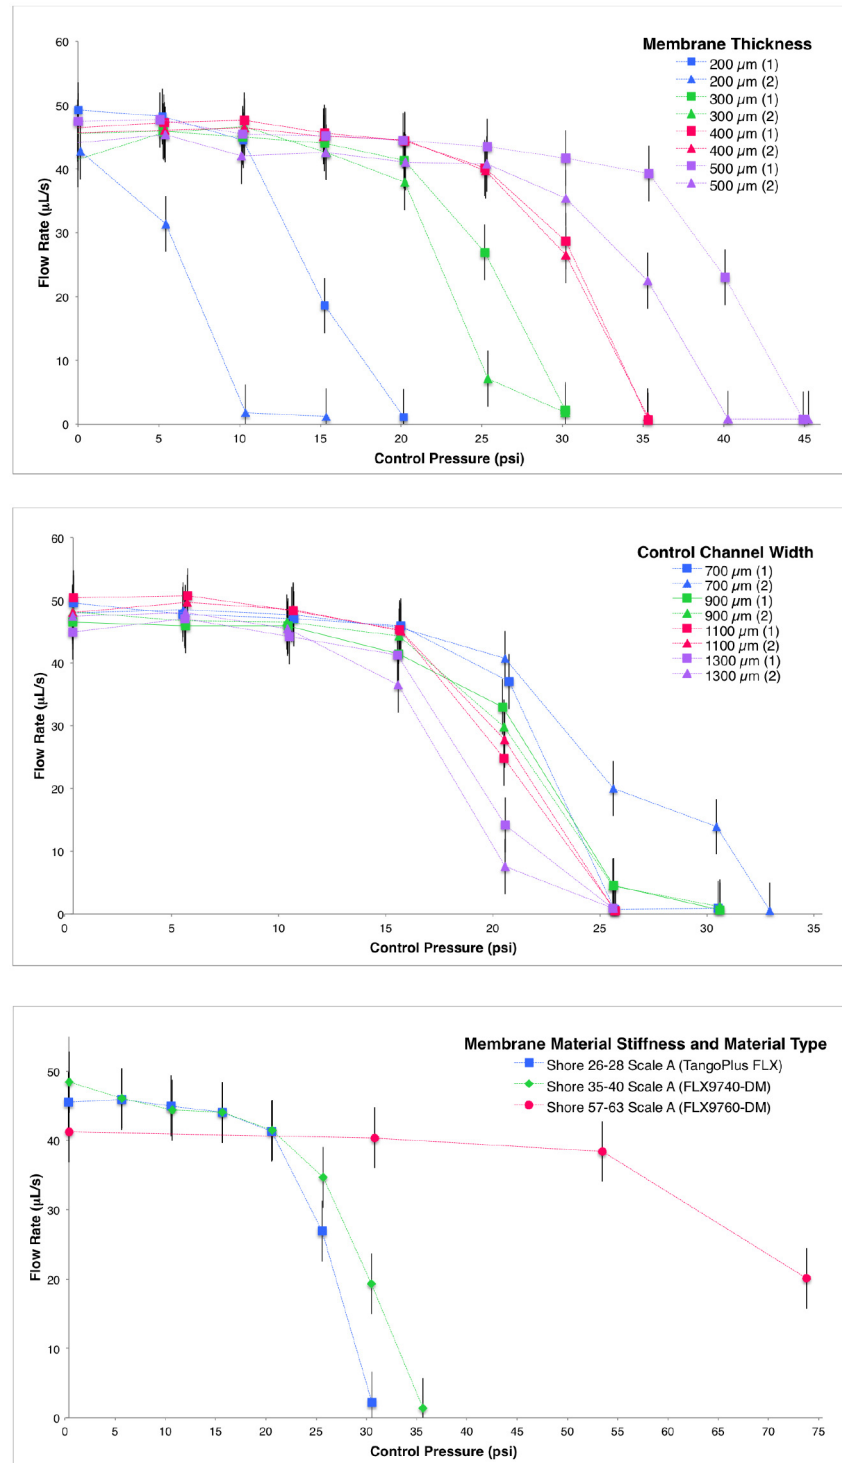 Membrane Thickness
200 µm (1)
200 µm (2)
300 µm (1)
300 µm (2)
400 µm (1)
400 µm (2)
500 µm (1)
500 µm (2)
60
50
40
30
20
10
0
Flow Rate (µL/s)
0 5 10 15 20 25 30 35 40 45
Control Pressure (psi)
Control Channel Width
700 µm (1)
700 µm (2)
900 µm (1)
900 µm (2)
1100 µm (1)
1100 µm (2)
1300 µm (1)
1300 µm (2)
60
50
40
30
20
10
0
Flow Rate (µL/s)
0 5 10 15 20 25 30 35
Control Pressure (psi)
Membrane Material Stiffness and Material Type
Shore 26-28 Scale A (TangoPlus FLX)
Shore 35-40 Scale A (FLX9740-DM)
Shore 57-63 Scale A (FLX9760-DM)
50
40
30
20
10
0
Flow Rate (µL/s)
0 5 10 15 20 25 30 35 40 45 50 55 60 65 70 75
Control Pressure (psi)